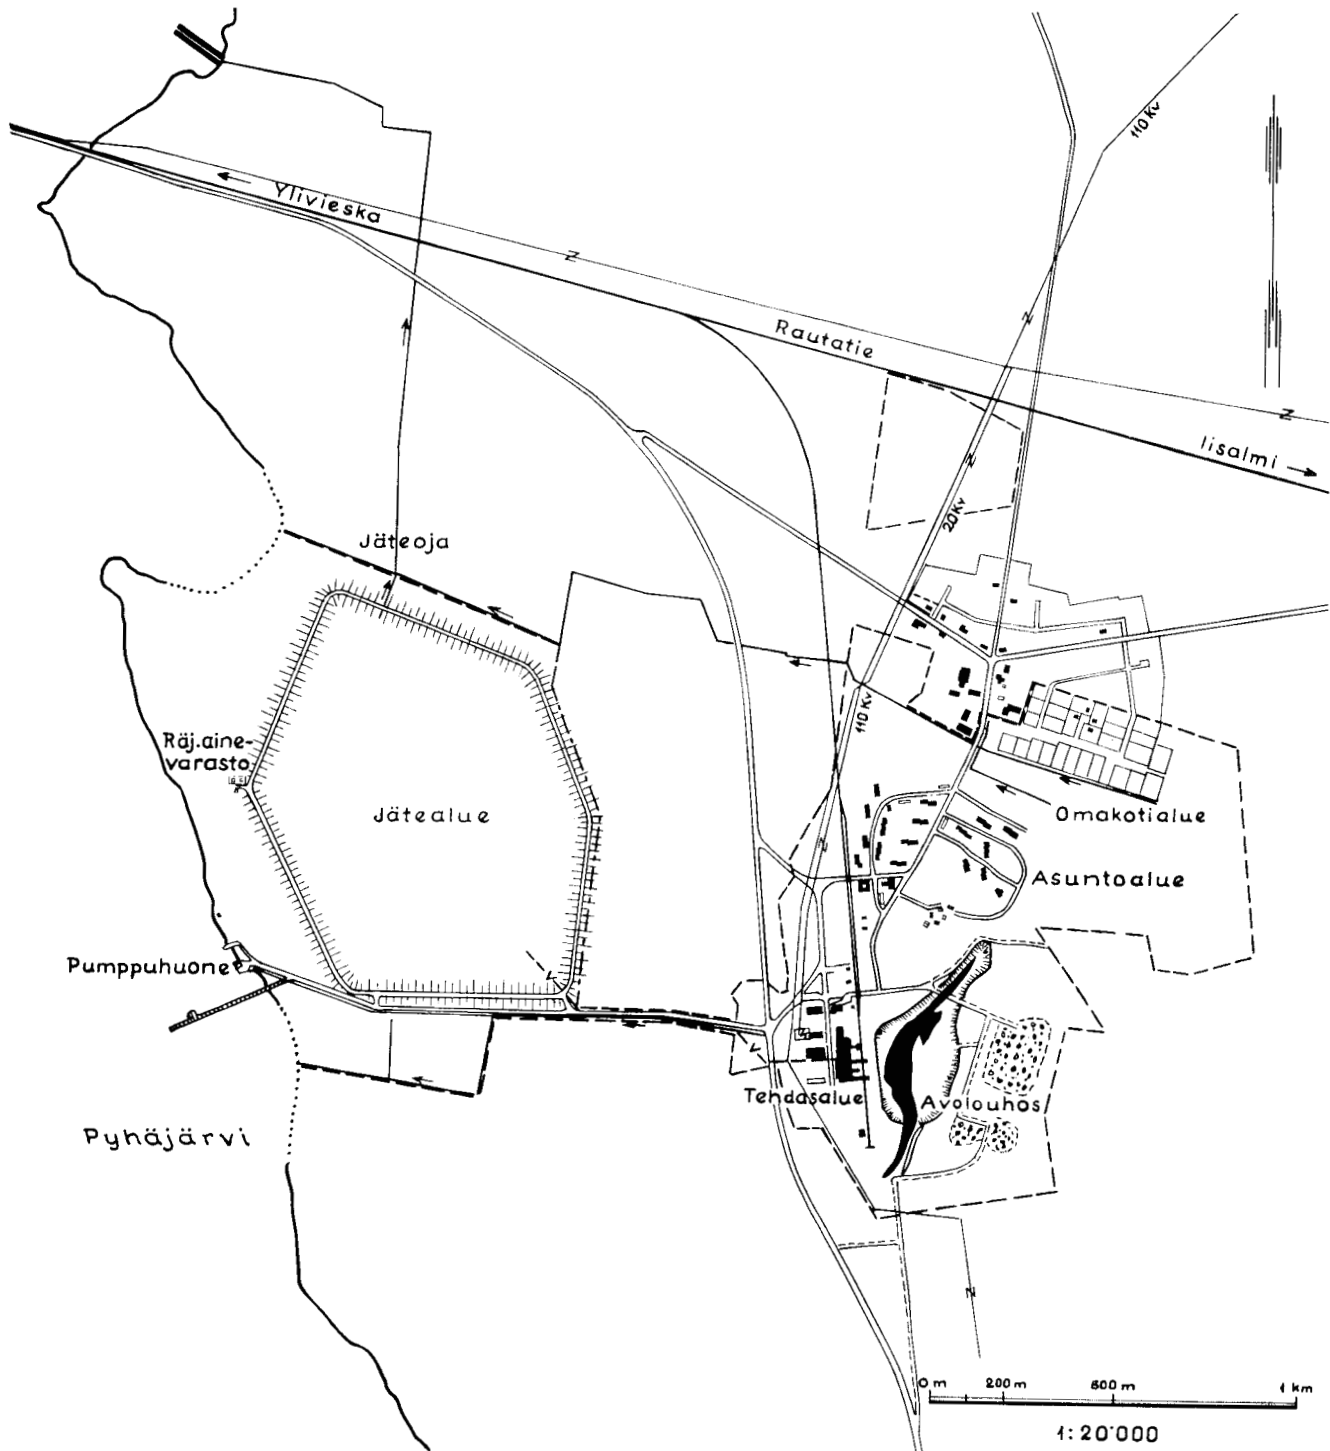 110 Kv
Ylivieska
Rautatie
Iisalmi
20 Kv
Jäteoja
110 Kv
Räj.aine-
varasto
Jätealue
Omakotialue
Asuntoalue
Pumppuhuone
Tehdasalue
Avolouhos
Pyhäjärvi
0 m 200 m 500 m 1 km
1:20'000